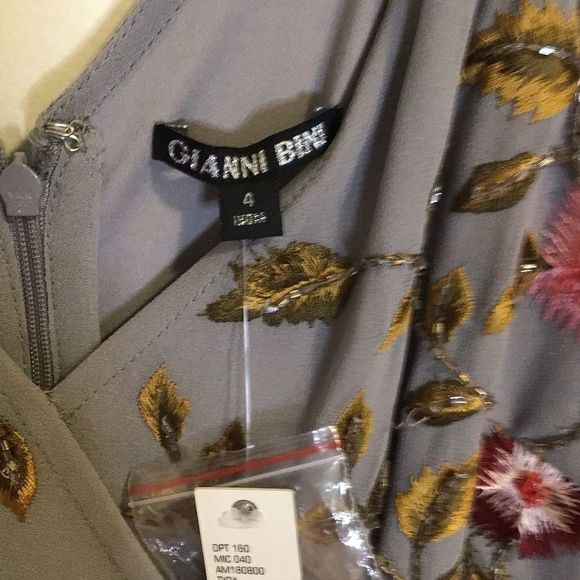 GIANNI BINI
4
DPT 160
MIC 040
AM180800